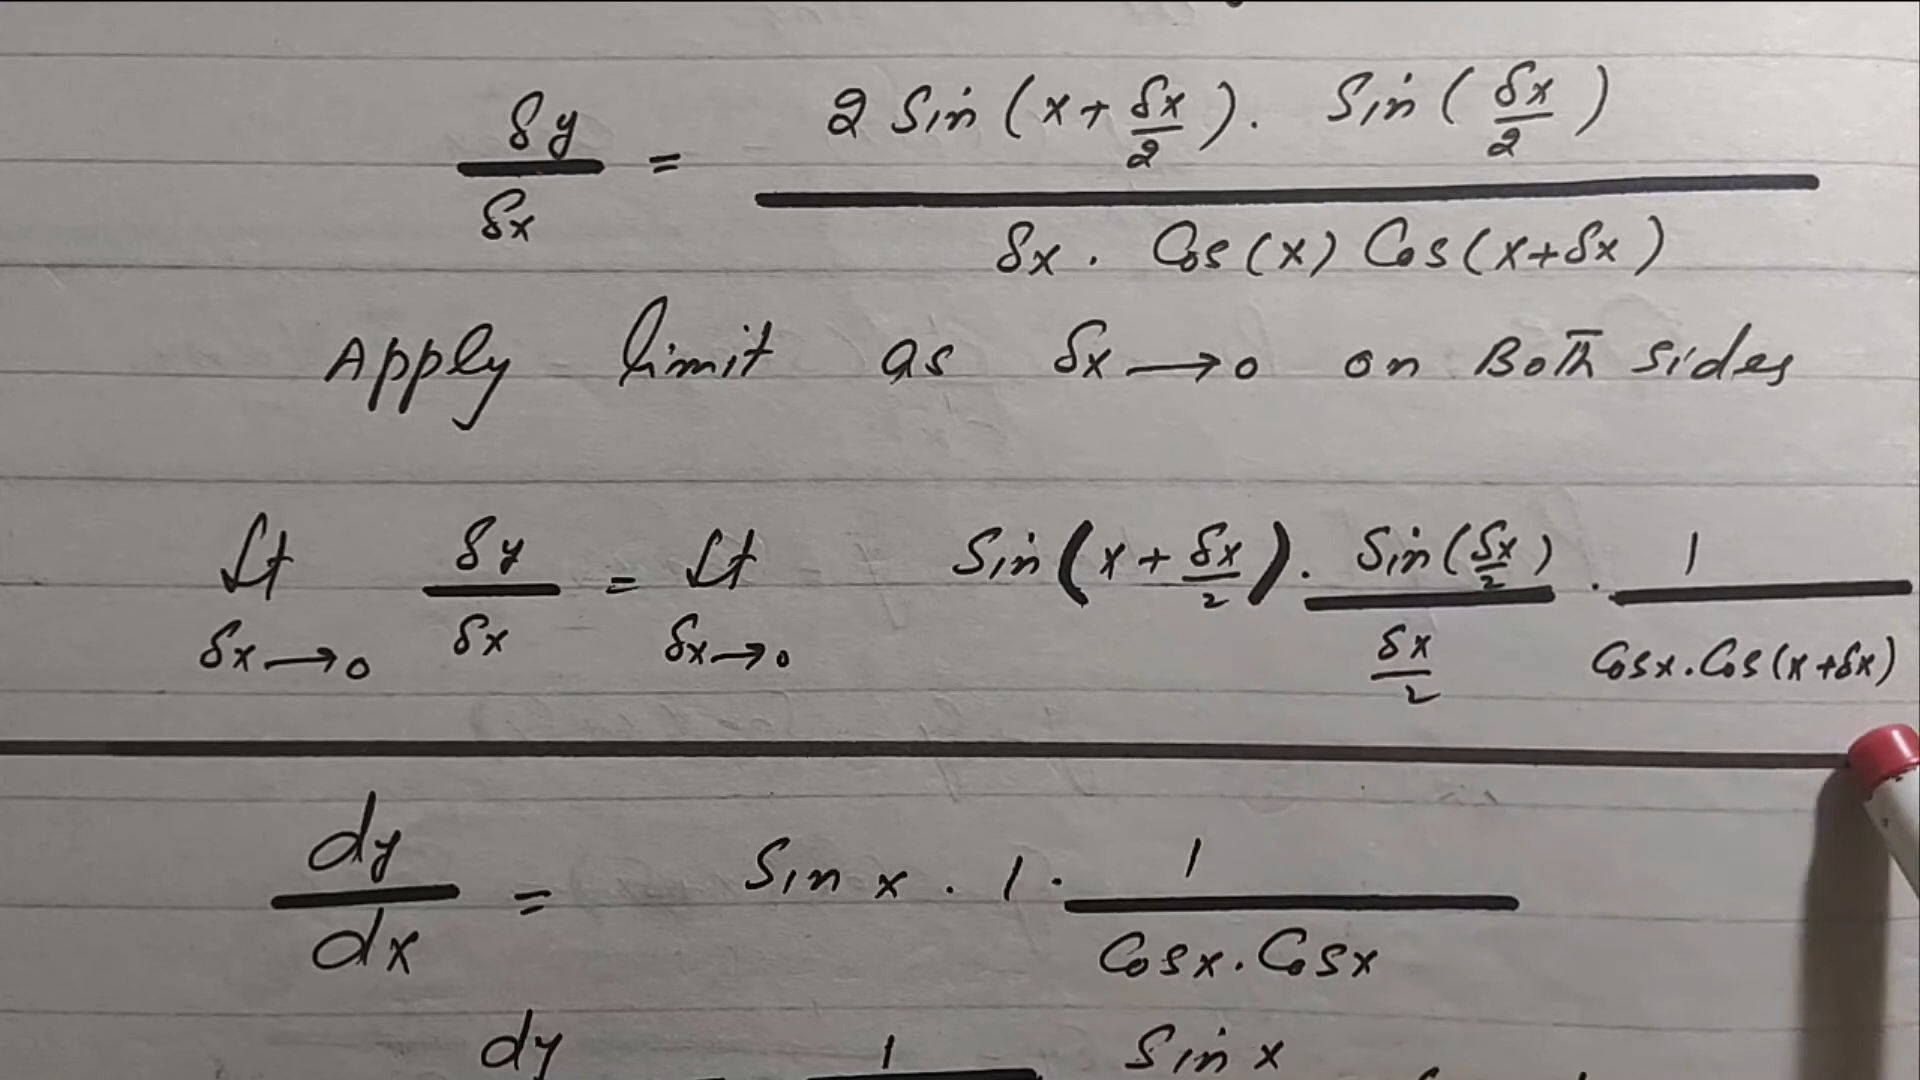 δy/δx = 2 Sin(x+δx/2). Sin(δx/2) / δx. Cos(x) Cos(x+δx)
Apply limit as δx→0 on Both sides
Lt δx→0 δy/δx = Lt δx→0 Sin(x+δx/2). Sin(δx/2) / δx/2 . 1 / Cosx.Cos(x+δx)
dy/dx = Sin x . 1 . 1 / Cosx.Cosx
dy 1 Sin x